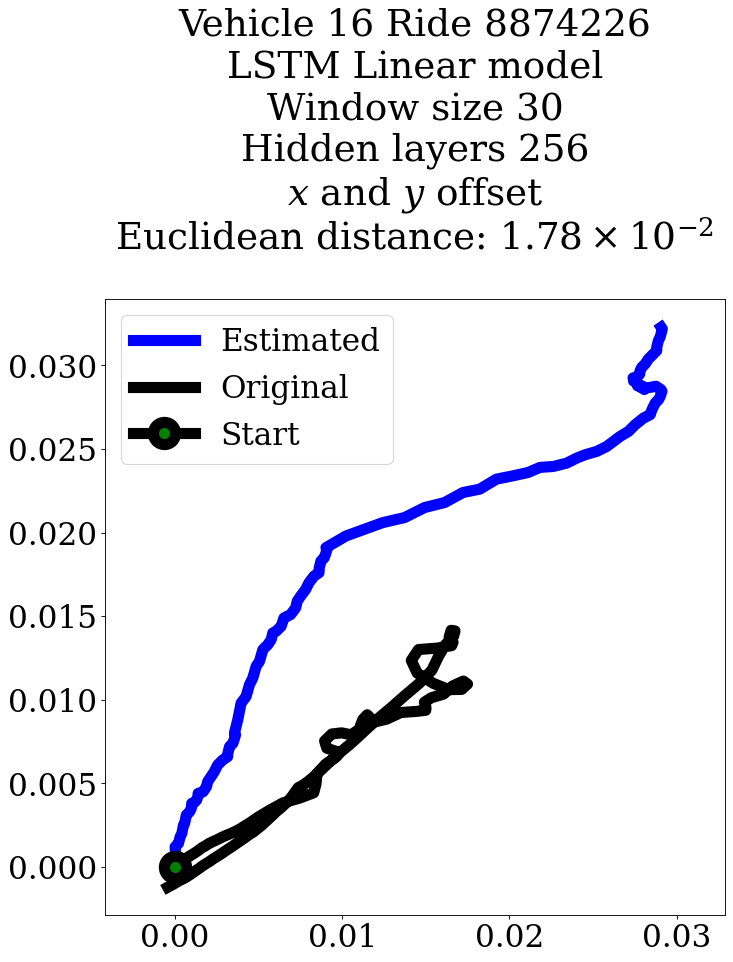 Vehicle 16 Ride 8874226
LSTM Linear model
Window size 30
Hidden layers 256
x and y offset
Euclidean distance: 1.78 × 10⁻²
Estimated
Original
Start
0.030
0.025
0.020
0.015
0.010
0.005
0.000
0.00 0.01 0.02 0.03